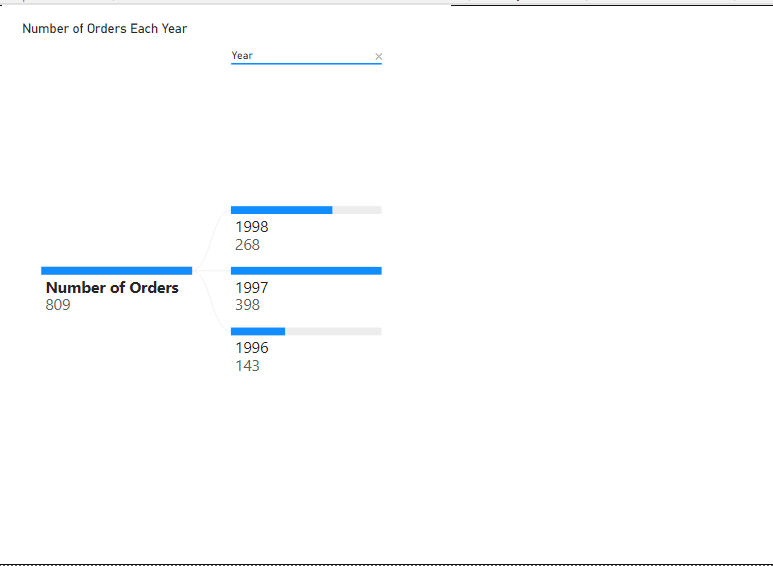 Number of Orders Each Year
Year
1998
268
Number of Orders
809
1997
398
1996
143